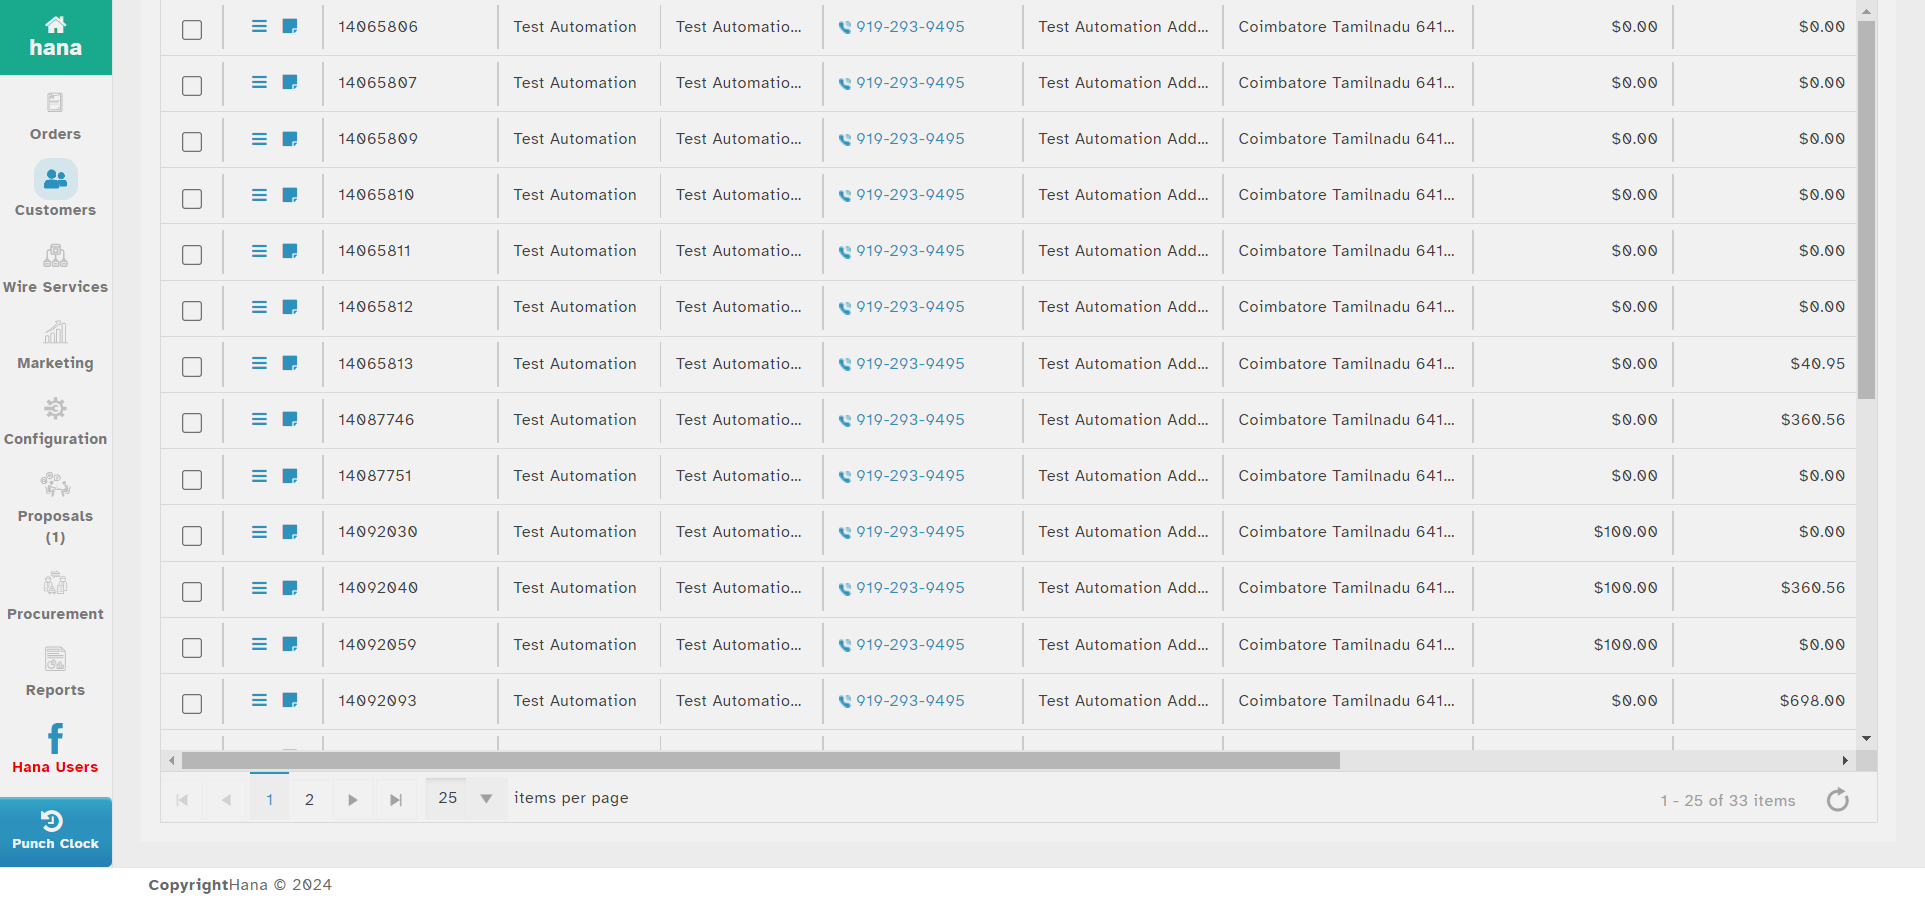 hana
Orders
Customers
Wire Services
Marketing
Configuration
Proposals
(1)
Procurement
Reports
Hana Users
Punch Clock
14065806 Test Automation Test Automatio... 919-293-9495 Test Automation Add... Coimbatore Tamilnadu 641... $0.00 $0.00
14065807 Test Automation Test Automatio... 919-293-9495 Test Automation Add... Coimbatore Tamilnadu 641... $0.00 $0.00
14065809 Test Automation Test Automatio... 919-293-9495 Test Automation Add... Coimbatore Tamilnadu 641... $0.00 $0.00
14065810 Test Automation Test Automatio... 919-293-9495 Test Automation Add... Coimbatore Tamilnadu 641... $0.00 $0.00
14065811 Test Automation Test Automatio... 919-293-9495 Test Automation Add... Coimbatore Tamilnadu 641... $0.00 $0.00
14065812 Test Automation Test Automatio... 919-293-9495 Test Automation Add... Coimbatore Tamilnadu 641... $0.00 $0.00
14065813 Test Automation Test Automatio... 919-293-9495 Test Automation Add... Coimbatore Tamilnadu 641... $0.00 $40.95
14087746 Test Automation Test Automatio... 919-293-9495 Test Automation Add... Coimbatore Tamilnadu 641... $0.00 $360.56
14087751 Test Automation Test Automatio... 919-293-9495 Test Automation Add... Coimbatore Tamilnadu 641... $0.00 $0.00
14092030 Test Automation Test Automatio... 919-293-9495 Test Automation Add... Coimbatore Tamilnadu 641... $100.00 $0.00
14092040 Test Automation Test Automatio... 919-293-9495 Test Automation Add... Coimbatore Tamilnadu 641... $100.00 $360.56
14092059 Test Automation Test Automatio... 919-293-9495 Test Automation Add... Coimbatore Tamilnadu 641... $100.00 $0.00
14092093 Test Automation Test Automatio... 919-293-9495 Test Automation Add... Coimbatore Tamilnadu 641... $0.00 $698.00
1 2 25 items per page 1 - 25 of 33 items
CopyrightHana © 2024